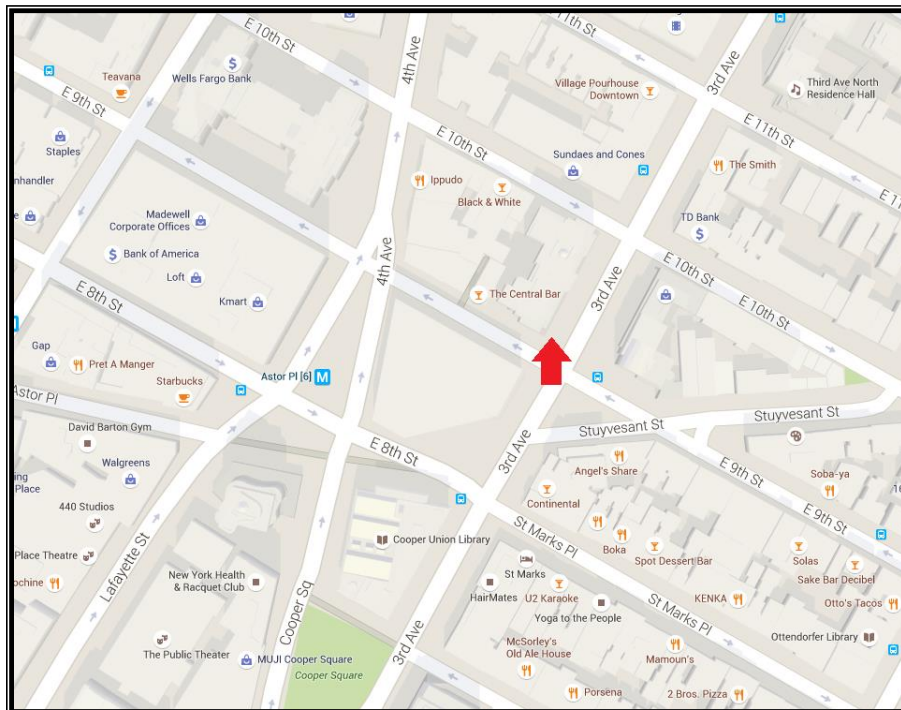 E 10th St
Wells Fargo Bank
4th Ave
E 11th St
3rd Ave
Third Ave North
Residence Hall
Teavana
E 9th St
Village Pourhouse
Downtown
4th Ave
Staples
E 10th St
Sundaes and Cones
E 11th St
The Smith
Ippudo
Black & White
TD Bank
Madewell
Corporate Offices
Bank of America
Loft
Kmart
4th Ave
The Central Bar
3rd Ave
E 10th St
E 10th St
E 8th St
Gap
Pret A Manger
Starbucks
Astor Pl [6]
M
Astor Pl
David Barton Gym
Walgreens
E 8th St
3rd Ave
Stuyvesant St
Stuyvesant St
Angel's Share
Continental
Boka
Spot Dessert Bar
E 9th St
Soba-ya
E 9th St
440 Studios
Place Theatre
Lafayette St
Cooper Union Library
St Marks Pl
Solas
Sake Bar Decibel
New York Health
& Racquet Club
St Marks
HairMates
U2 Karaoke
Yoga to the People
KENKA
Otto's Tacos
St Marks Pl
Ottendorfer Library
The Public Theater
MUJI Cooper Square
Cooper Sq
Cooper Square
3rd Ave
McSorley's
Old Ale House
Mamoun's
Porsena
2 Bros. Pizza